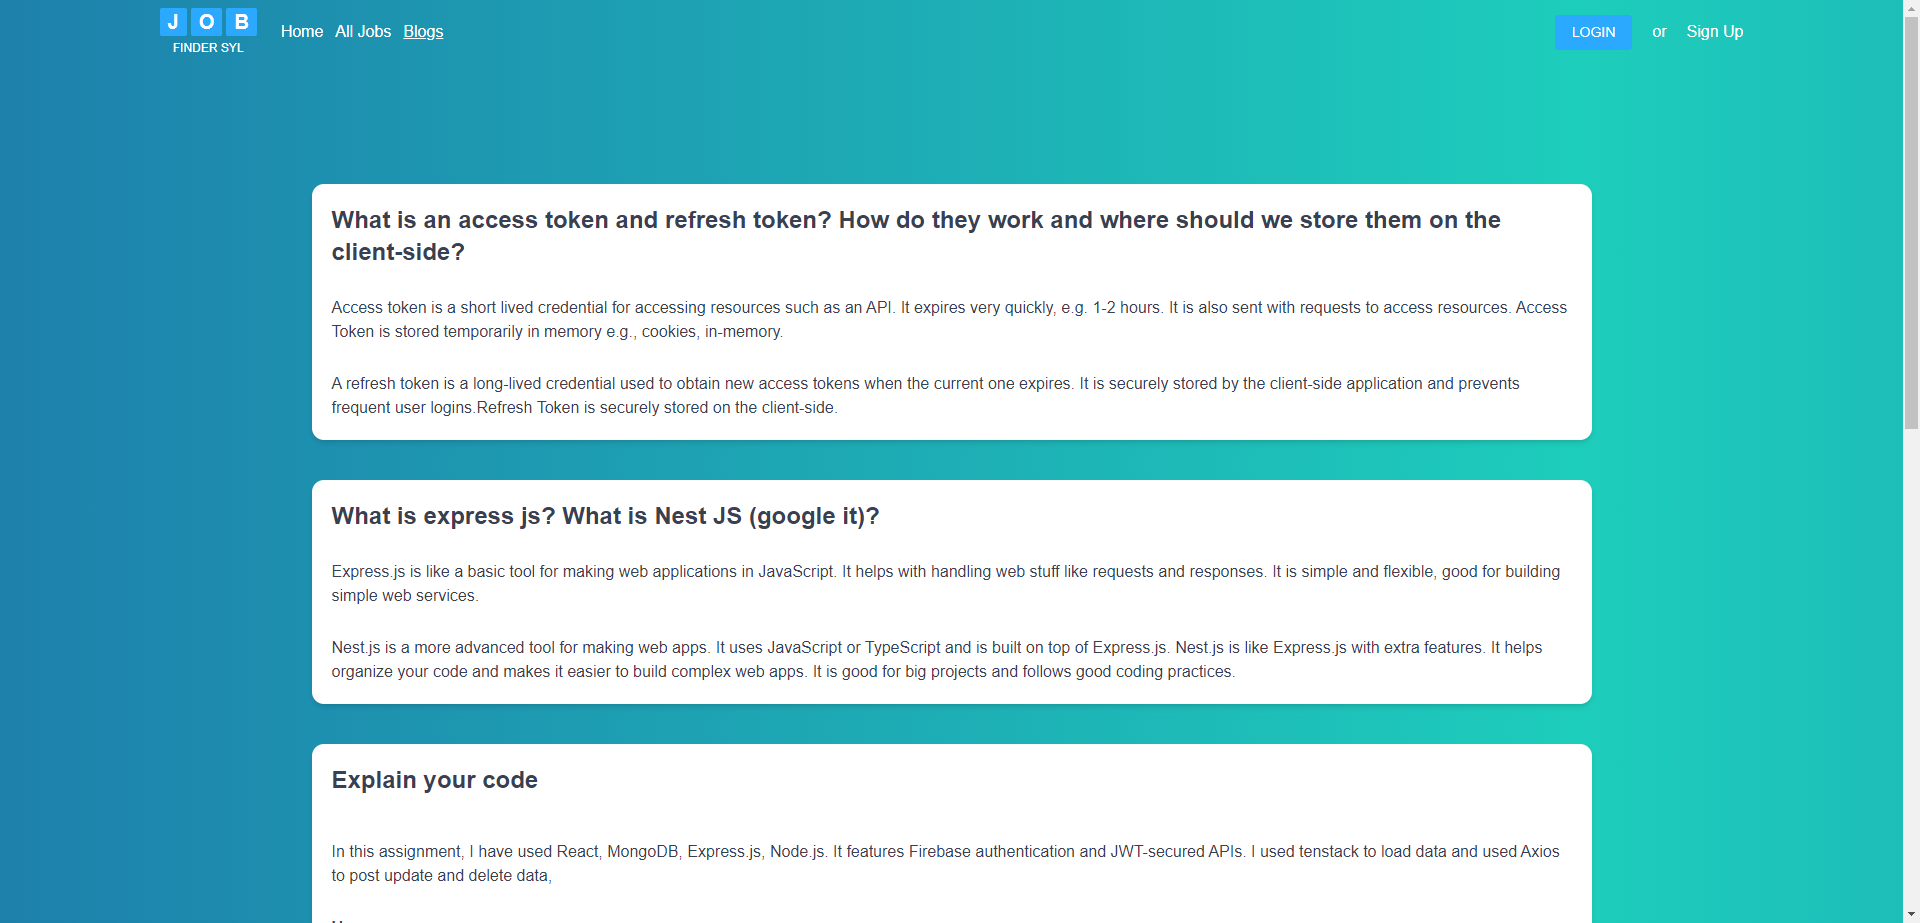 J O B
FINDER SYL
Home All Jobs Blogs
LOGIN or Sign Up
What is an access token and refresh token? How do they work and where should we store them on the
client-side?
Access token is a short lived credential for accessing resources such as an API. It expires very quickly, e.g. 1-2 hours. It is also sent with requests to access resources. Access
Token is stored temporarily in memory e.g., cookies, in-memory.
A refresh token is a long-lived credential used to obtain new access tokens when the current one expires. It is securely stored by the client-side application and prevents
frequent user logins.Refresh Token is securely stored on the client-side.
What is express js? What is Nest JS (google it)?
Express.js is like a basic tool for making web applications in JavaScript. It helps with handling web stuff like requests and responses. It is simple and flexible, good for building
simple web services.
Nest.js is a more advanced tool for making web apps. It uses JavaScript or TypeScript and is built on top of Express.js. Nest.js is like Express.js with extra features. It helps
organize your code and makes it easier to build complex web apps. It is good for big projects and follows good coding practices.
Explain your code
In this assignment, I have used React, MongoDB, Express.js, Node.js. It features Firebase authentication and JWT-secured APIs. I used tenstack to load data and used Axios
to post update and delete data,